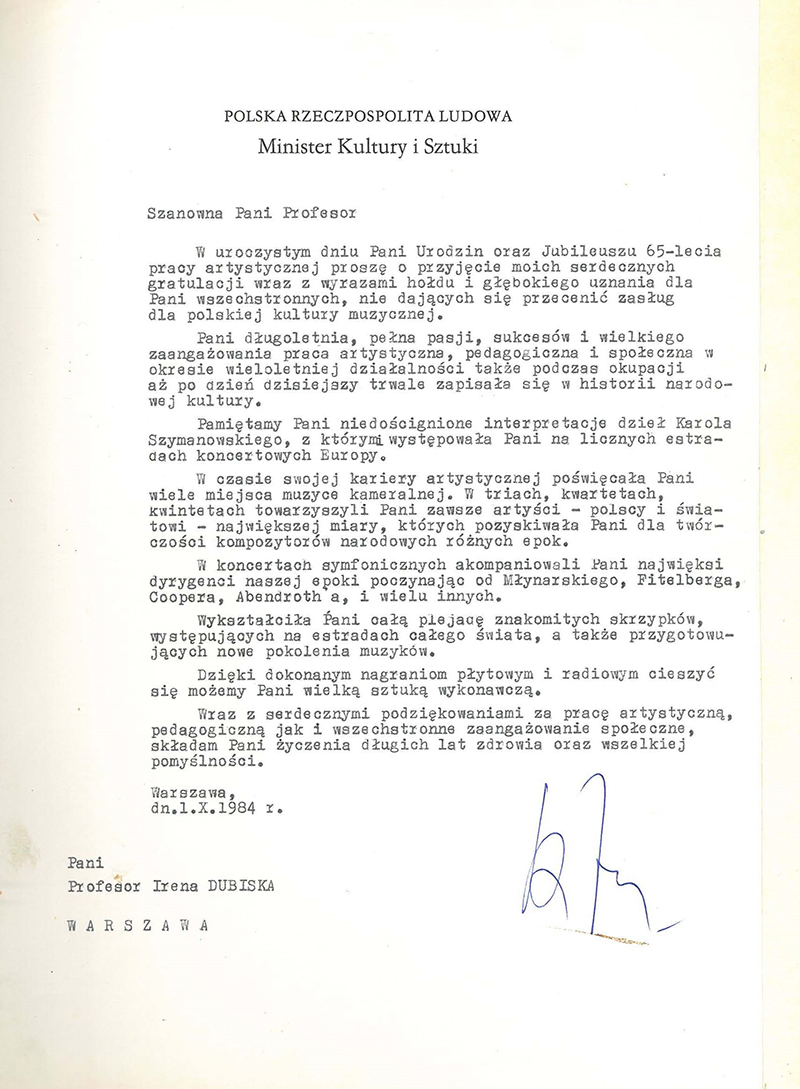 POLSKA RZECZPOSPOLITA LUDOWA
Minister Kultury i Sztuki
Szanowna Pani Profesor
W uroczystym dniu Pani Urodzin oraz Jubileuszu 65-lecia
pracy artystycznej proszę o przyjęcie moich serdecznych
gratulacji wraz z wyrazami hołdu i głębokiego uznania dla
Pani wszechstronnych, nie dających się przecenić zasług
dla polskiej kultury muzycznej.
Pani długoletnia, pełna pasji, sukcesów i wielkiego
zaangażowania praca artystyczna, pedagogiczna i społeczna w
okresie wieloletniej działalności także podczas okupacji
aż po dzień dzisiejszy trwale zapisała się w historii narodo-
wej kultury.
Pamiętamy Pani niedoścignione interpretacje dzieł Karola
Szymanowskiego, z którymi występowała Pani na licznych estra-
dach koncertowych Europy.
W czasie swojej kariery artystycznej poświęcała Pani
wiele miejsca muzyce kameralnej. W triach, kwartetach,
kwintetach towarzyszyli Pani zawsze artyści - polscy i świa-
towi - największej miary, których pozyskiwała Pani dla twór-
czości kompozytorów narodowych różnych epok.
W koncertach symfonicznych akompaniowali Pani najwięksi
dyrygenci naszej epoki poczynając od Młynarskiego, Fitelberga,
Coopera, Abendroth'a, i wielu innych.
Wykształciła Pani całą plejadę znakomitych skrzypków,
występujących na estradach całego świata, a także przygotowu-
jących nowe pokolenia muzyków.
Dzięki dokonanym nagraniom płytowym i radiowym cieszyć
się możemy Pani wielką sztuką wykonawczą.
Wraz z serdecznymi podziękowaniami za pracę artystyczną,
pedagogiczną jak i wszechstronne zaangażowanie społeczne,
składam Pani życzenia długich lat zdrowia oraz wszelkiej
pomyślności.
Warszawa,
dn.1.X.1984 r.
Pani
Profesor Irena DUBISKA
W A R S Z A W A